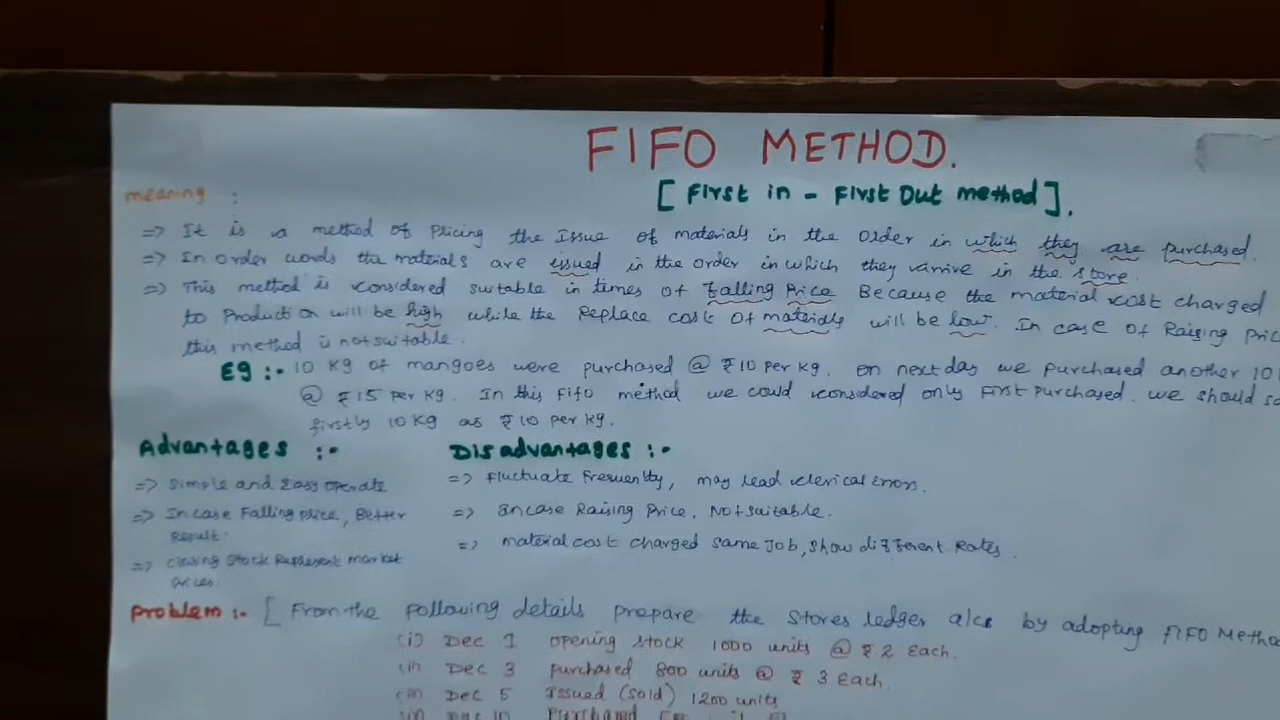 FIFO METHOD.
[ First in - First Out method ].
meaning :
=> It is a method of Pricing the Issue of materials in the Order in which they are purchased.
=> In order words the materials are issued in the order in which they arrive in the store.
=> This method is considered suitable in times of Falling Price Because the material cost charged
to Production will be high while the Replace cost of materials will be low. In case of Raising Pric
this method is not suitable.
Eg :- 10 kg of mangoes were purchased @ ₹10 per kg. On next day we purchased another 10
@ ₹15 per kg. In this Fifo method we could considered only First purchased. we should
firstly 10 kg as ₹10 per kg.
Advantages :-
=> Simple and Easy operate
=> In case Falling price, Better
Result.
=> closing Stock Represent market
Disadvantages :-
=> Fluctuate Frequently, may lead clerical Errors.
=> Incase Raising Price, Not suitable.
=> material cost charged same Job, show different Rates.
problem :- [ From the following details prepare the Stores ledger a/cs by adopting FIFO Metho
(i) Dec 1 opening stock 1000 units @ ₹ 2 Each.
(ii) Dec 3 purchased 800 units @ ₹ 3 Each.
Dec 5 Issued (sold) 1200 units
Dec 10 Purchased